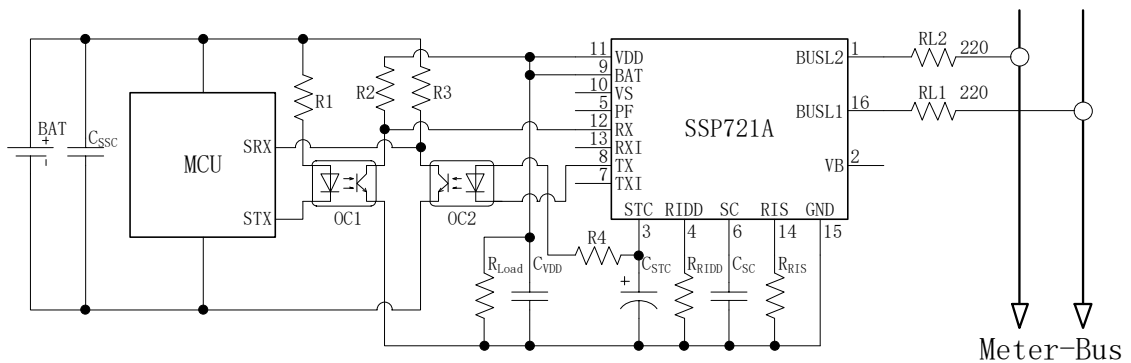 BAT
+
-
C_SSC
MCU
SRX
STX
R1
R2
R3
OC1
OC2
R_Load
C_VDD
R4
+
C_STC
R_RIDD
C_SC
R_RIS
11
9
10
5
12
13
8
7
VDD
BAT
VS
PF
RX
RXI
TX
TXI
SSP721A
STC RIDD SC RIS GND
3 4 6 14 15
BUSL2
BUSL1
VB
1
16
2
RL2 220
RL1 220
Meter-Bus